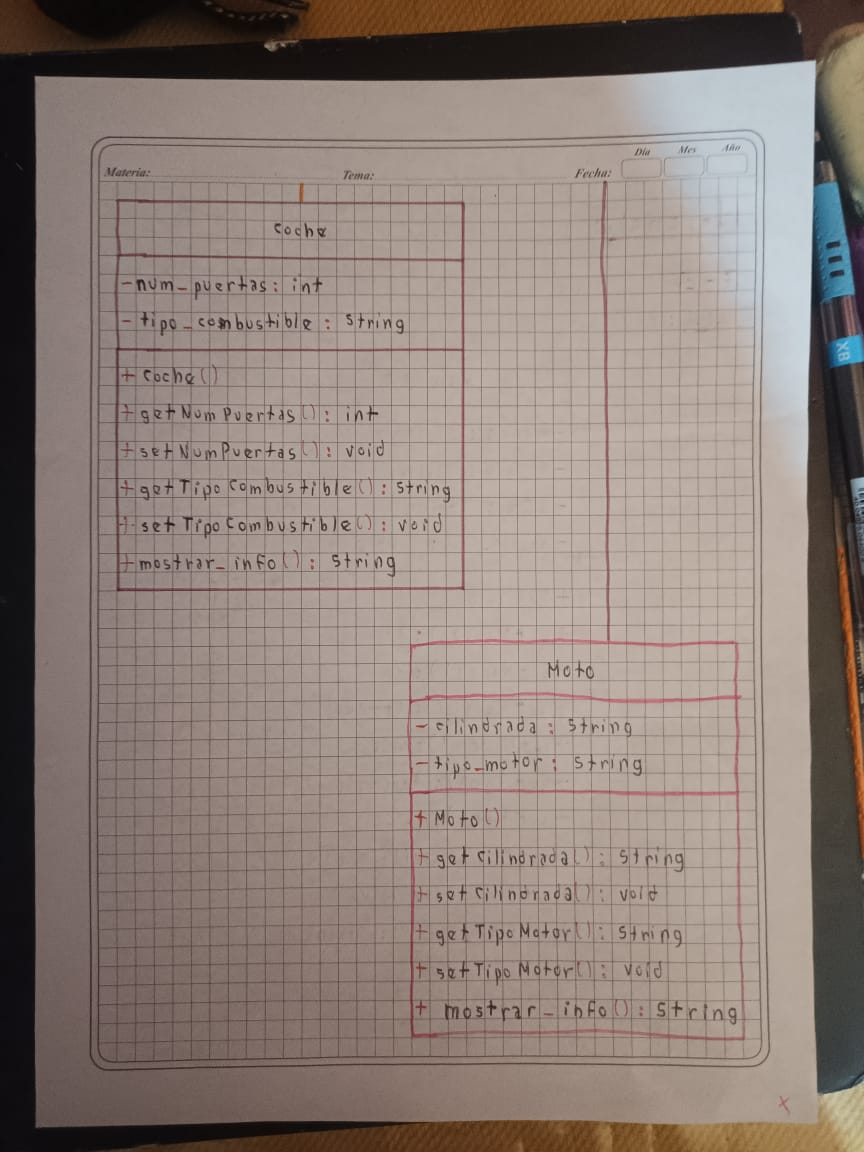 Día Mes Año
Materia: Tema: Fecha:
coche
- num_puertas: int
- tipo_combustible: string
+ coche()
+ getNumPuertas(): int
+ setNumPuertas(): void
+ getTipoCombustible(): string
+ setTipoCombustible(): void
+ mostrar_info(): string
Moto
- cilindrada: string
- tipo_motor: string
+ Moto()
+ getCilindrada(): string
+ setCilindrada(): void
+ getTipoMotor(): string
+ setTipoMotor(): void
+ mostrar_info(): string
x
XB